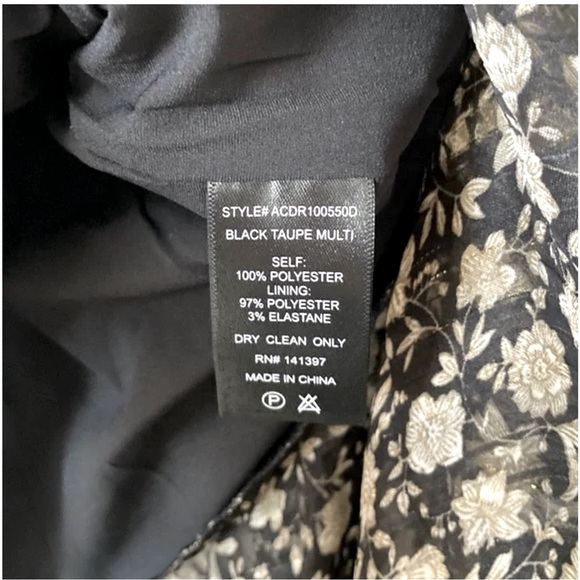 STYLE# ACDR100550D
BLACK TAUPE MULTI
SELF:
100% POLYESTER
LINING:
97% POLYESTER
3% ELASTANE
DRY CLEAN ONLY
RN# 141397
MADE IN CHINA
P